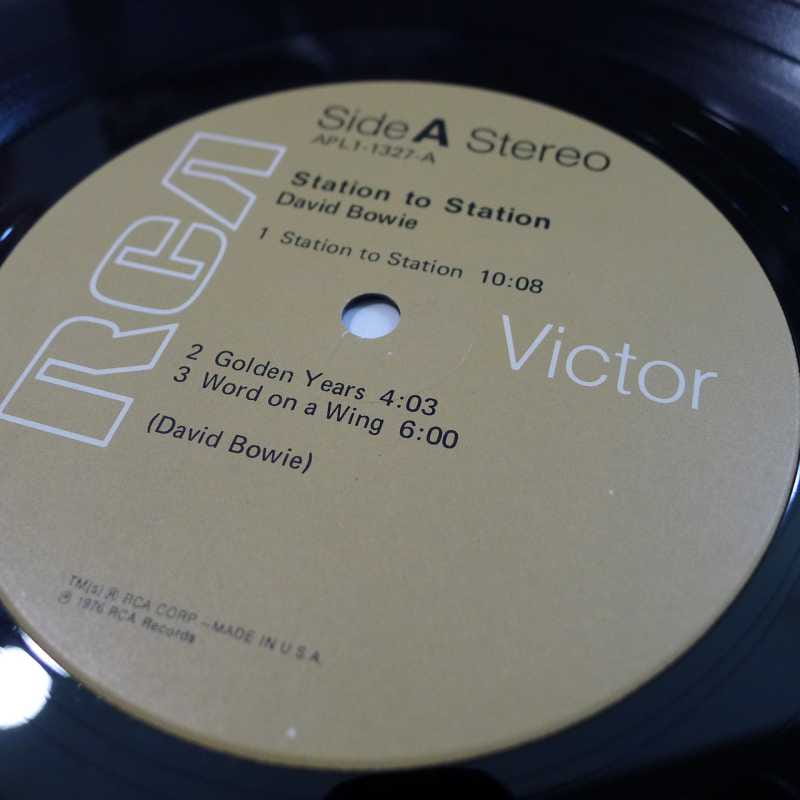 Side A Stereo
APL1-1327-A
Station to Station
David Bowie
1 Station to Station 10:08
RCA
Victor
2 Golden Years 4:03
3 Word on a Wing 6:00
(David Bowie)
TM(s) ® RCA CORP – MADE IN U.S.A.
℗ 1976 RCA Records